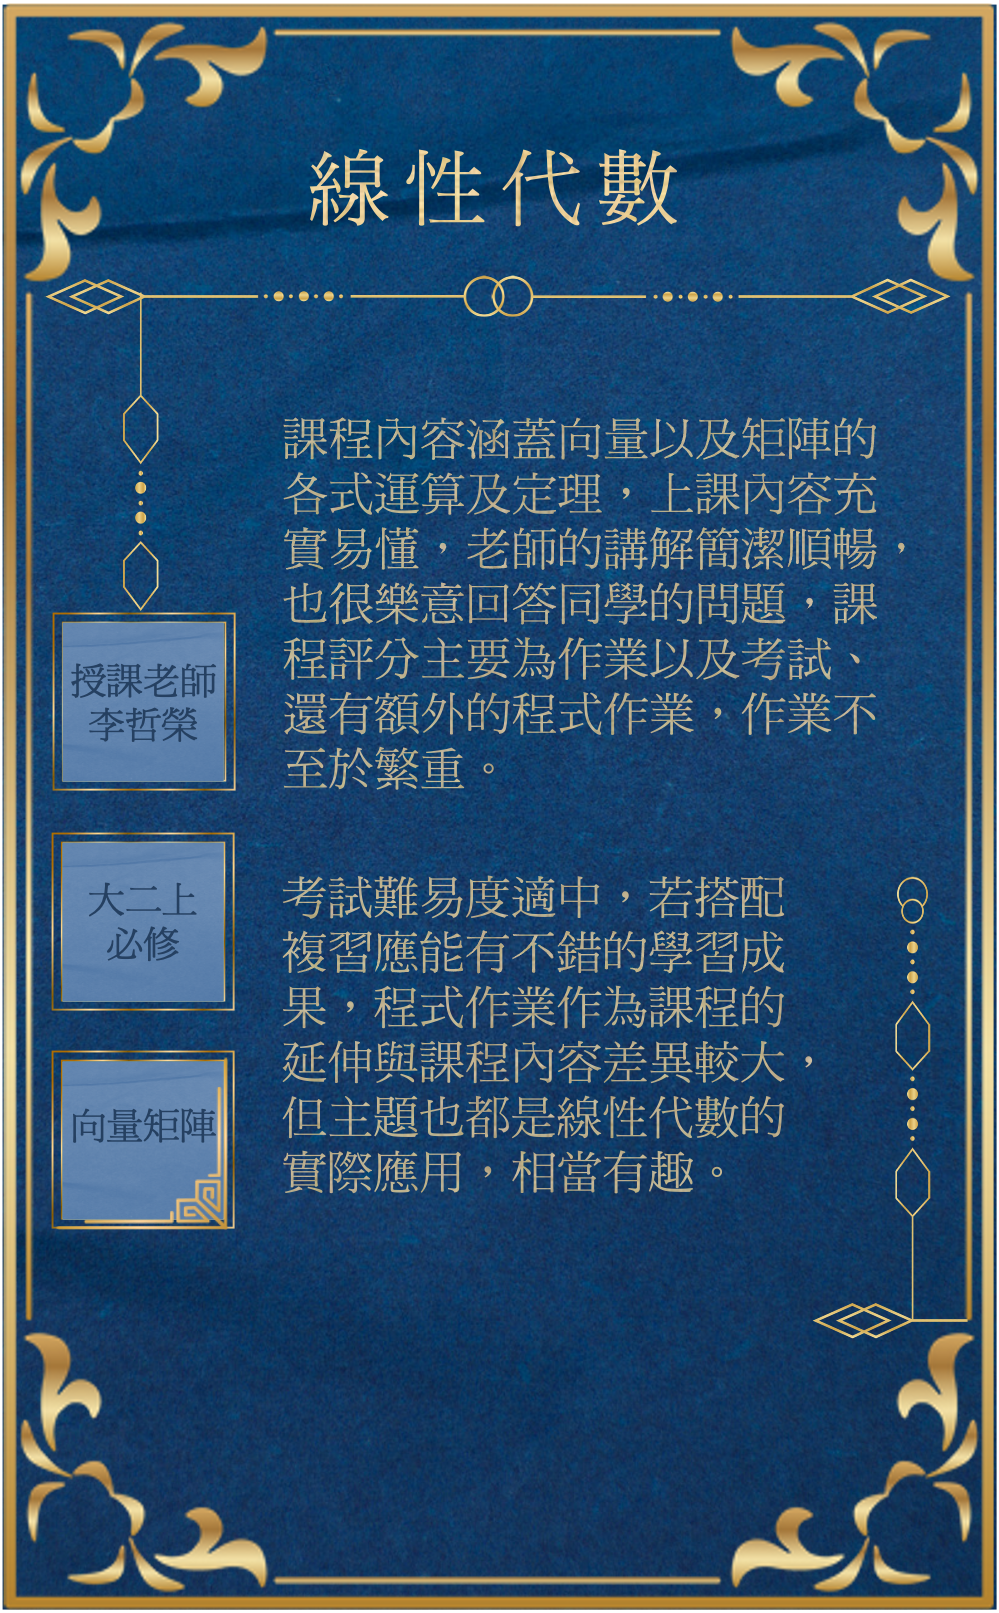 線性代數
課程內容涵蓋向量以及矩陣的
各式運算及定理，上課內容充
實易懂，老師的講解簡潔順暢，
也很樂意回答同學的問題，課
程評分主要為作業以及考試、
還有額外的程式作業，作業不
至於繁重。
授課老師
李哲榮
大二上
必修
向量矩陣
考試難易度適中，若搭配
複習應能有不錯的學習成
果，程式作業作為課程的
延伸與課程內容差異較大，
但主題也都是線性代數的
實際應用，相當有趣。